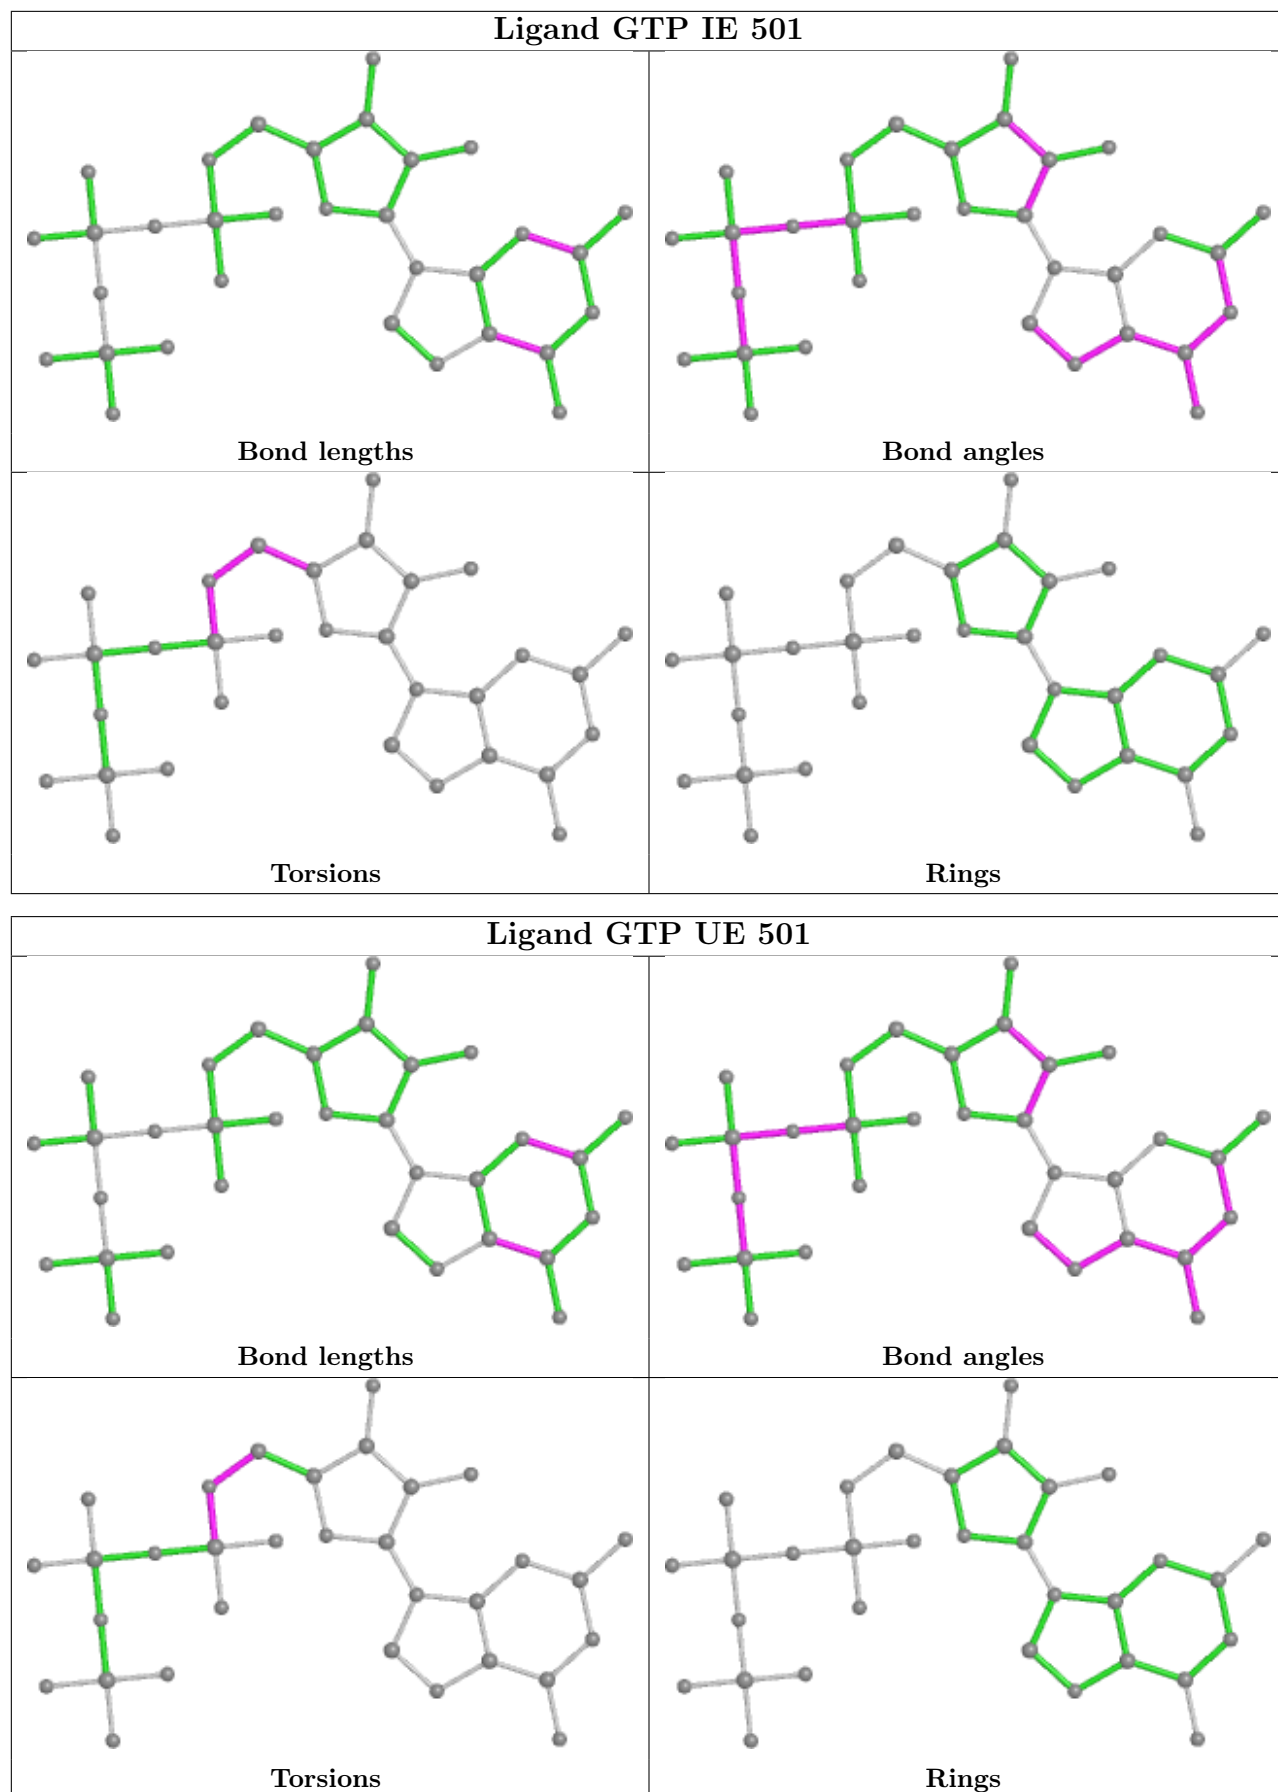 Ligand GTP IE 501
Bond lengths
Bond angles
Torsions
Rings
Ligand GTP UE 501
Bond lengths
Bond angles
Torsions
Rings